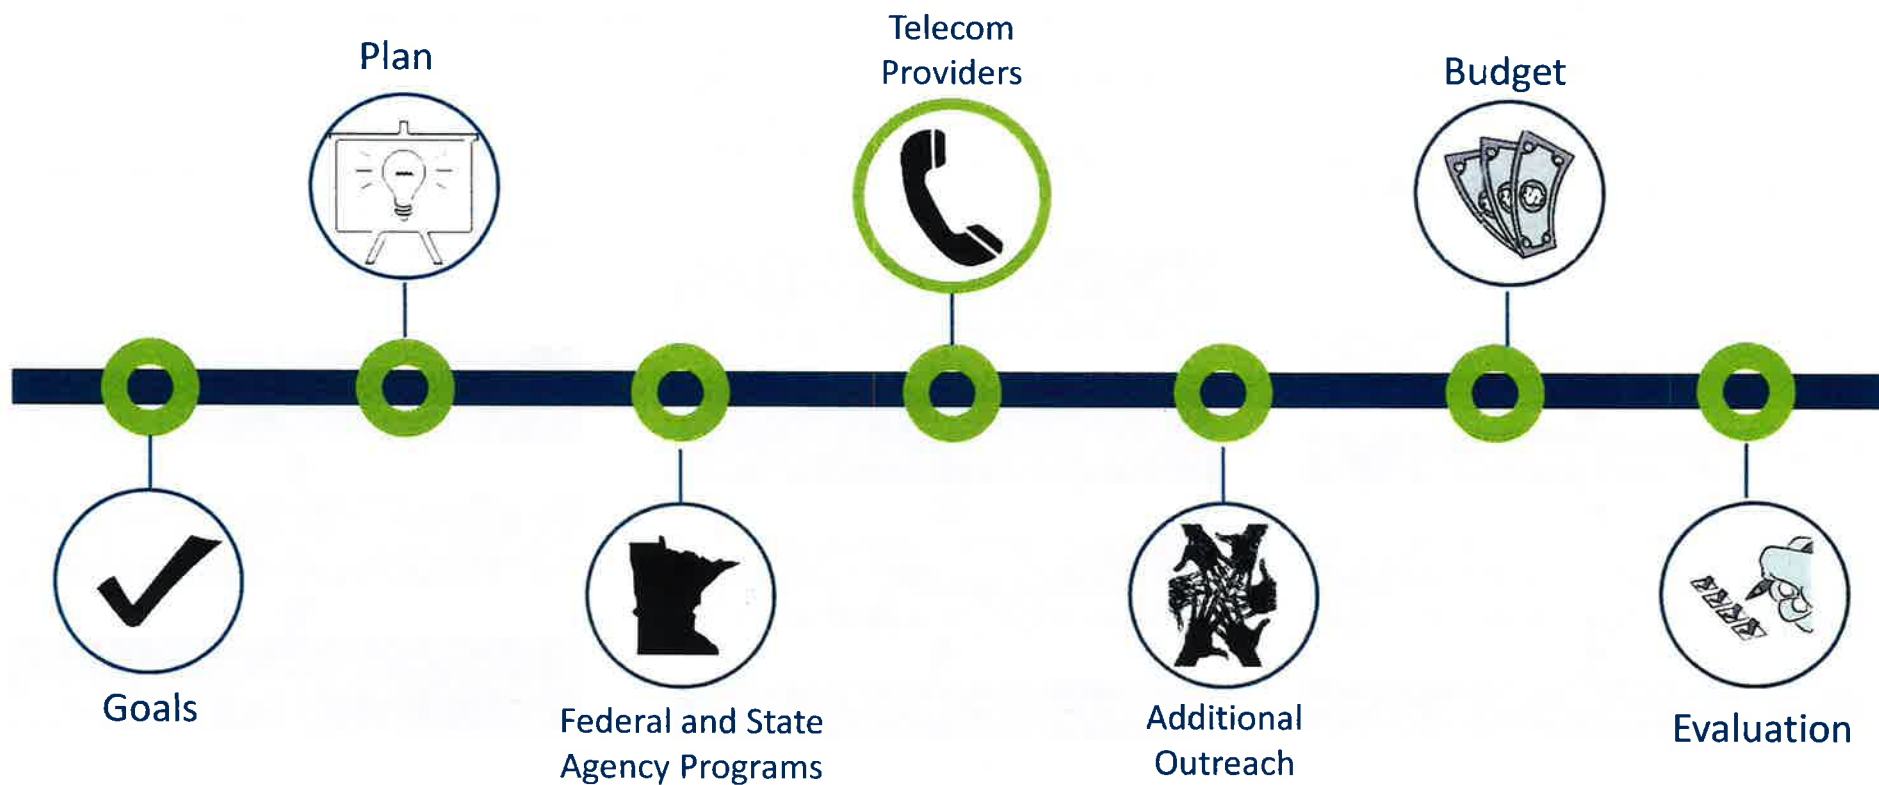 Plan
Telecom
Providers
Budget
Goals
Federal and State
Agency Programs
Additional
Outreach
Evaluation